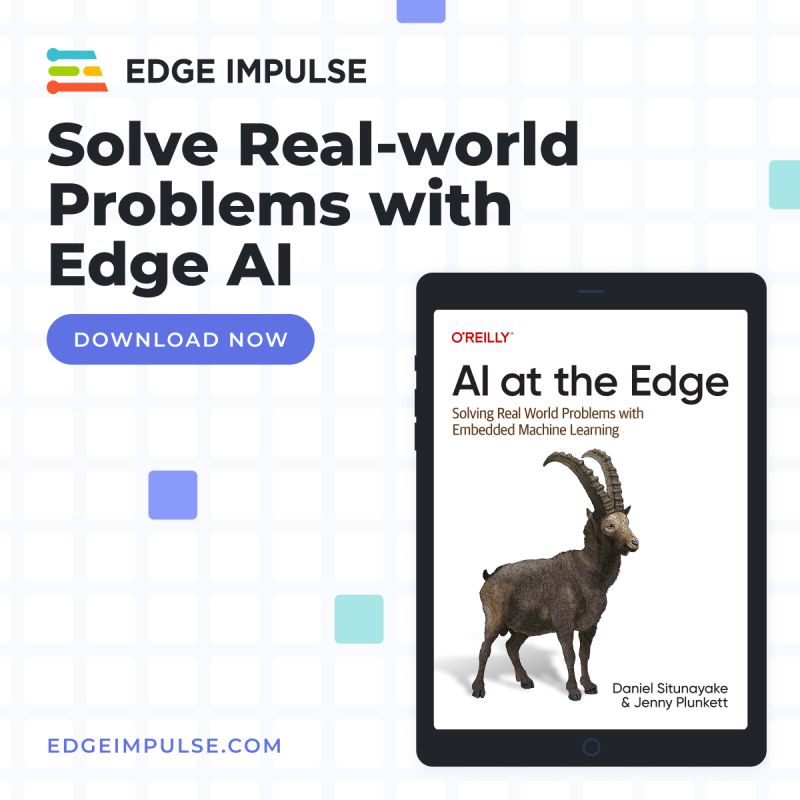 EDGE IMPULSE
Solve Real-world
Problems with
Edge AI
DOWNLOAD NOW
O'REILLY®
AI at the Edge
Solving Real World Problems with
Embedded Machine Learning
Daniel Situnayake
& Jenny Plunkett
EDGEIMPULSE.COM